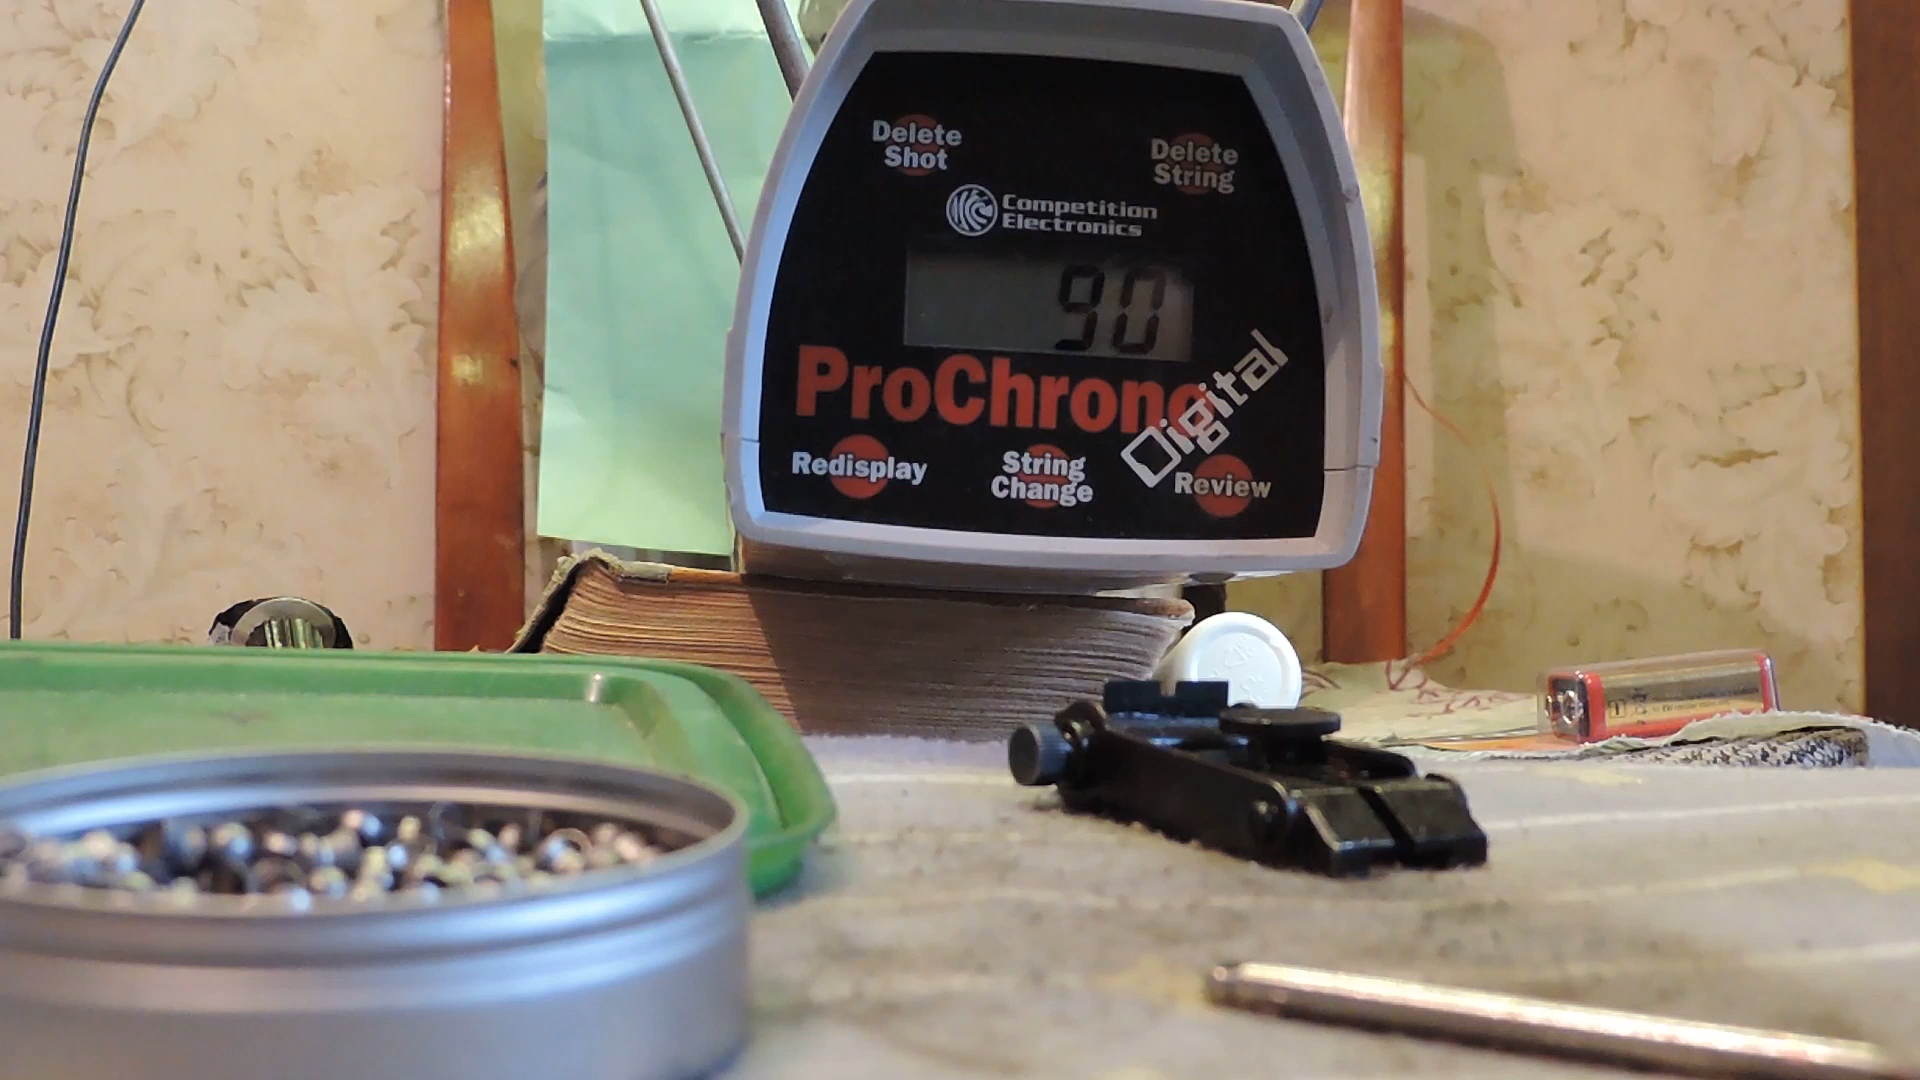 Delete
Shot
Delete
String
Competition
Electronics
90
ProChrono
Digital
Redisplay
String
Change
Review